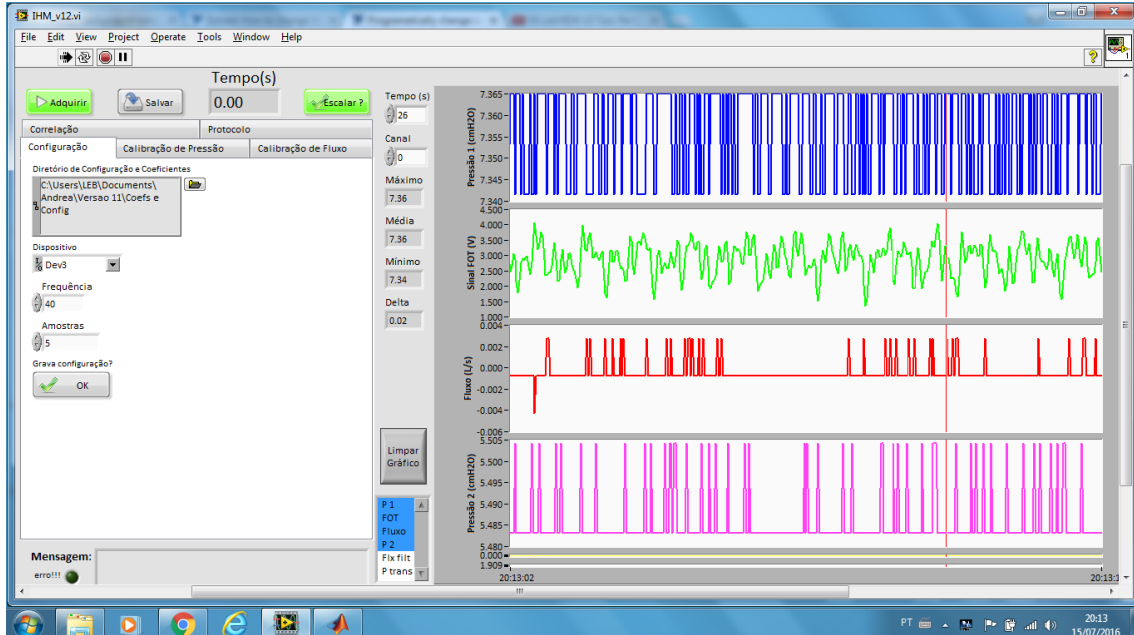 IHM_v12.vi
File Edit View Project Operate Tools Window Help
Tempo(s)
Adquirir
Salvar
0.00
Escalar ?
Correlação
Protocolo
Configuração
Calibração de Pressão
Calibração de Fluxo
Diretório de Configuração e Coeficientes
C:\Users\LEB\Documents\
Andrea\Versao 11\Coefs e
Config
Dispositivo
Dev3
Frequência
40
Amostras
5
Grava configuração?
OK
Mensagem:
erro!!!
Tempo (s)
26
Canal
0
Máximo
7.36
Média
7.36
Mínimo
7.34
Delta
0.02
Limpar
Gráfico
P 1
FOT
Fluxo
P 2
Flx filt
P trans
Pressão 1 (cmH2O)
7.365
7.360
7.355
7.350
7.345
7.340
Sinal FOT (V)
4.500
4.000
3.500
3.000
2.500
2.000
1.500
1.000
Fluxo (L/s)
0.004
0.002
0.000
-0.002
-0.004
-0.006
Pressão 2 (cmH2O)
5.505
5.500
5.495
5.490
5.485
5.480
0.000
1.909
20:13:02
20:13:1
PT
20:13
15/07/2016